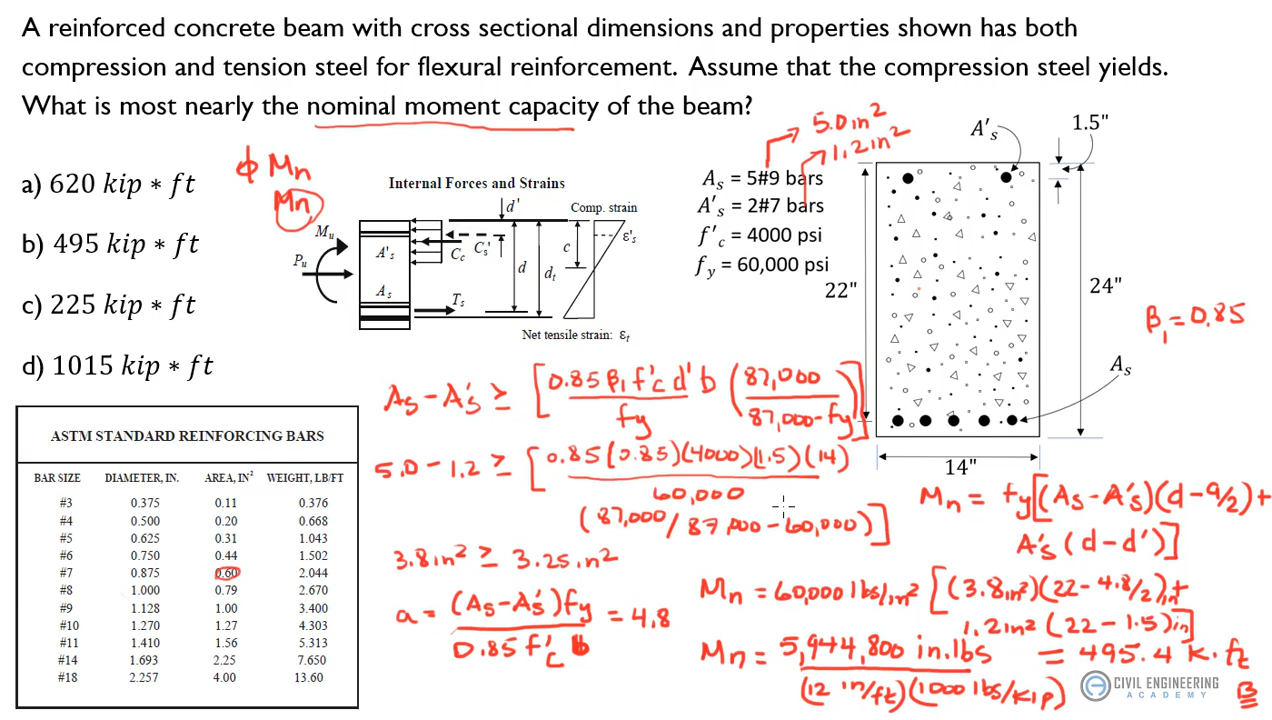 A reinforced concrete beam with cross sectional dimensions and properties shown has both
compression and tension steel for flexural reinforcement. Assume that the compression steel yields.
What is most nearly the nominal moment capacity of the beam?
a) 620 kip ∗ ft
b) 495 kip ∗ ft
c) 225 kip ∗ ft
d) 1015 kip ∗ ft
ϕ Mn
Mn
Internal Forces and Strains
d'
Comp. strain
Mu
Pu
A's
As
Cc
Cs'
Ts
d
dt
c
ε's
Net tensile strain: εt
5.0 in²
1.2 in²
As = 5#9 bars
A's = 2#7 bars
f'c = 4000 psi
fy = 60,000 psi
A's
1.5"
22"
24"
As
14"
β1 = 0.85
ASTM STANDARD REINFORCING BARS
BAR SIZE DIAMETER, IN. AREA, IN² WEIGHT, LB/FT
#3 0.375 0.11 0.376
#4 0.500 0.20 0.668
#5 0.625 0.31 1.043
#6 0.750 0.44 1.502
#7 0.875 0.60 2.044
#8 1.000 0.79 2.670
#9 1.128 1.00 3.400
#10 1.270 1.27 4.303
#11 1.410 1.56 5.313
#14 1.693 2.25 7.650
#18 2.257 4.00 13.60
As - A's ≥ [0.85 β1 f'c d' b / fy (87,000 / 87,000 - fy)]
5.0 - 1.2 ≥ [0.85(0.85)(4000)(1.5)(14)
60,000
(87,000 / 87,000 - 60,000)]
3.8 in² ≥ 3.25 in²
a = (As - A's) fy / 0.85 f'c b = 4.8
Mn = fy[(As - A's)(d - a/2) +
A's (d - d')]
Mn = 60,000 lbs/in² [(3.8 in²)(22 - 4.8/2) in +
1.2 in² (22 - 1.5) in]
Mn = 5,944,800 in.lbs = 495.4 k.ft
(12 in/ft)(1000 lbs/kip)
B
CIVIL ENGINEERING
ACADEMY